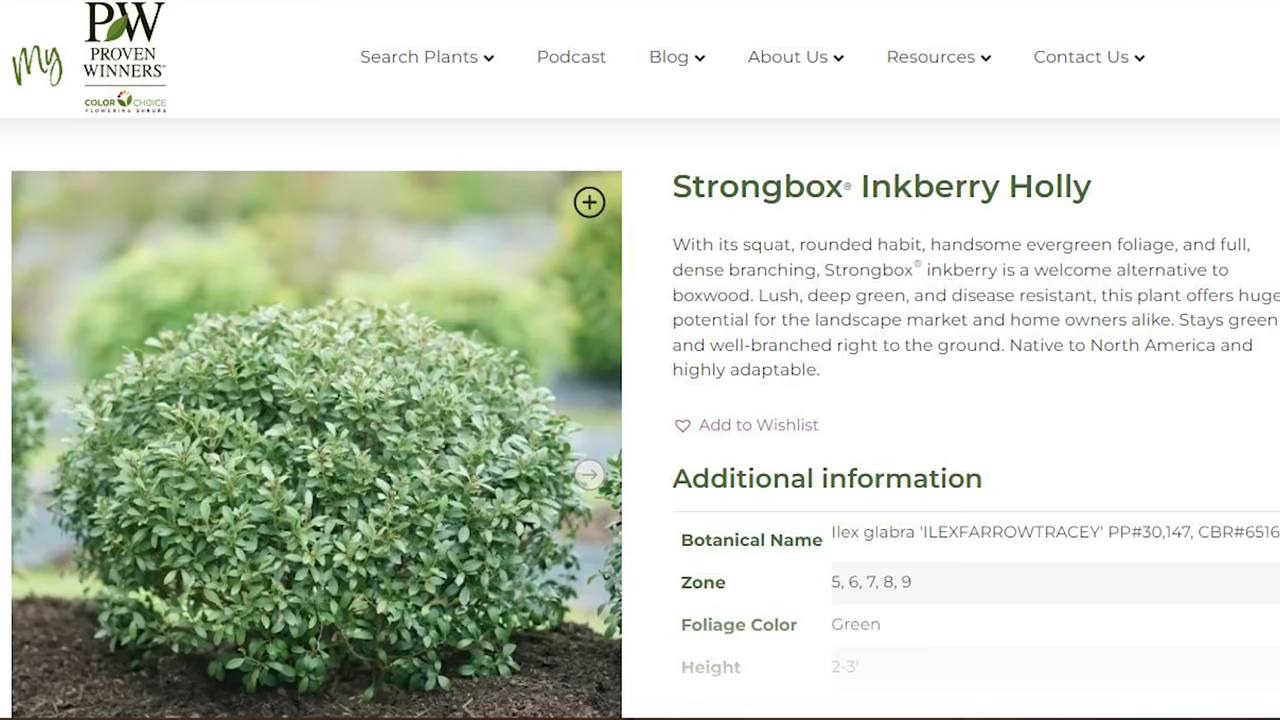 my
PW
PROVEN
WINNERS®
COLOR CHOICE
FLOWERING SHRUBS
Search Plants Podcast Blog About Us Resources Contact Us
Strongbox® Inkberry Holly
With its squat, rounded habit, handsome evergreen foliage, and full,
dense branching, Strongbox® inkberry is a welcome alternative to
boxwood. Lush, deep green, and disease resistant, this plant offers huge
potential for the landscape market and home owners alike. Stays green
and well-branched right to the ground. Native to North America and
highly adaptable.
Add to Wishlist
Additional information
Botanical Name Ilex glabra 'ILEXFARROWTRACEY' PP#30,147, CBR#6516
Zone 5, 6, 7, 8, 9
Foliage Color Green
Height 2-3'